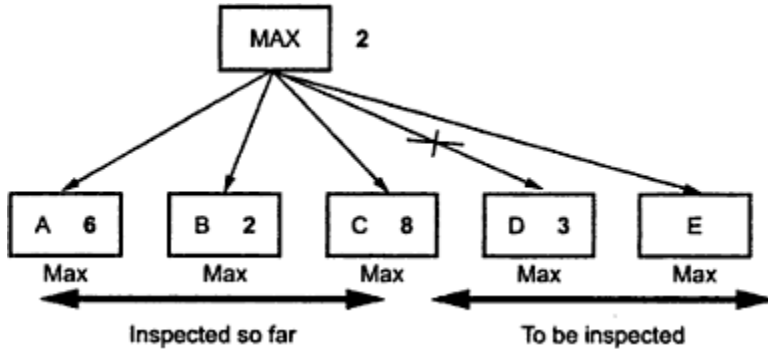 MAX 2
A 6 B 2 C 8 D 3 E
Max Max Max Max Max
Inspected so far To be inspected